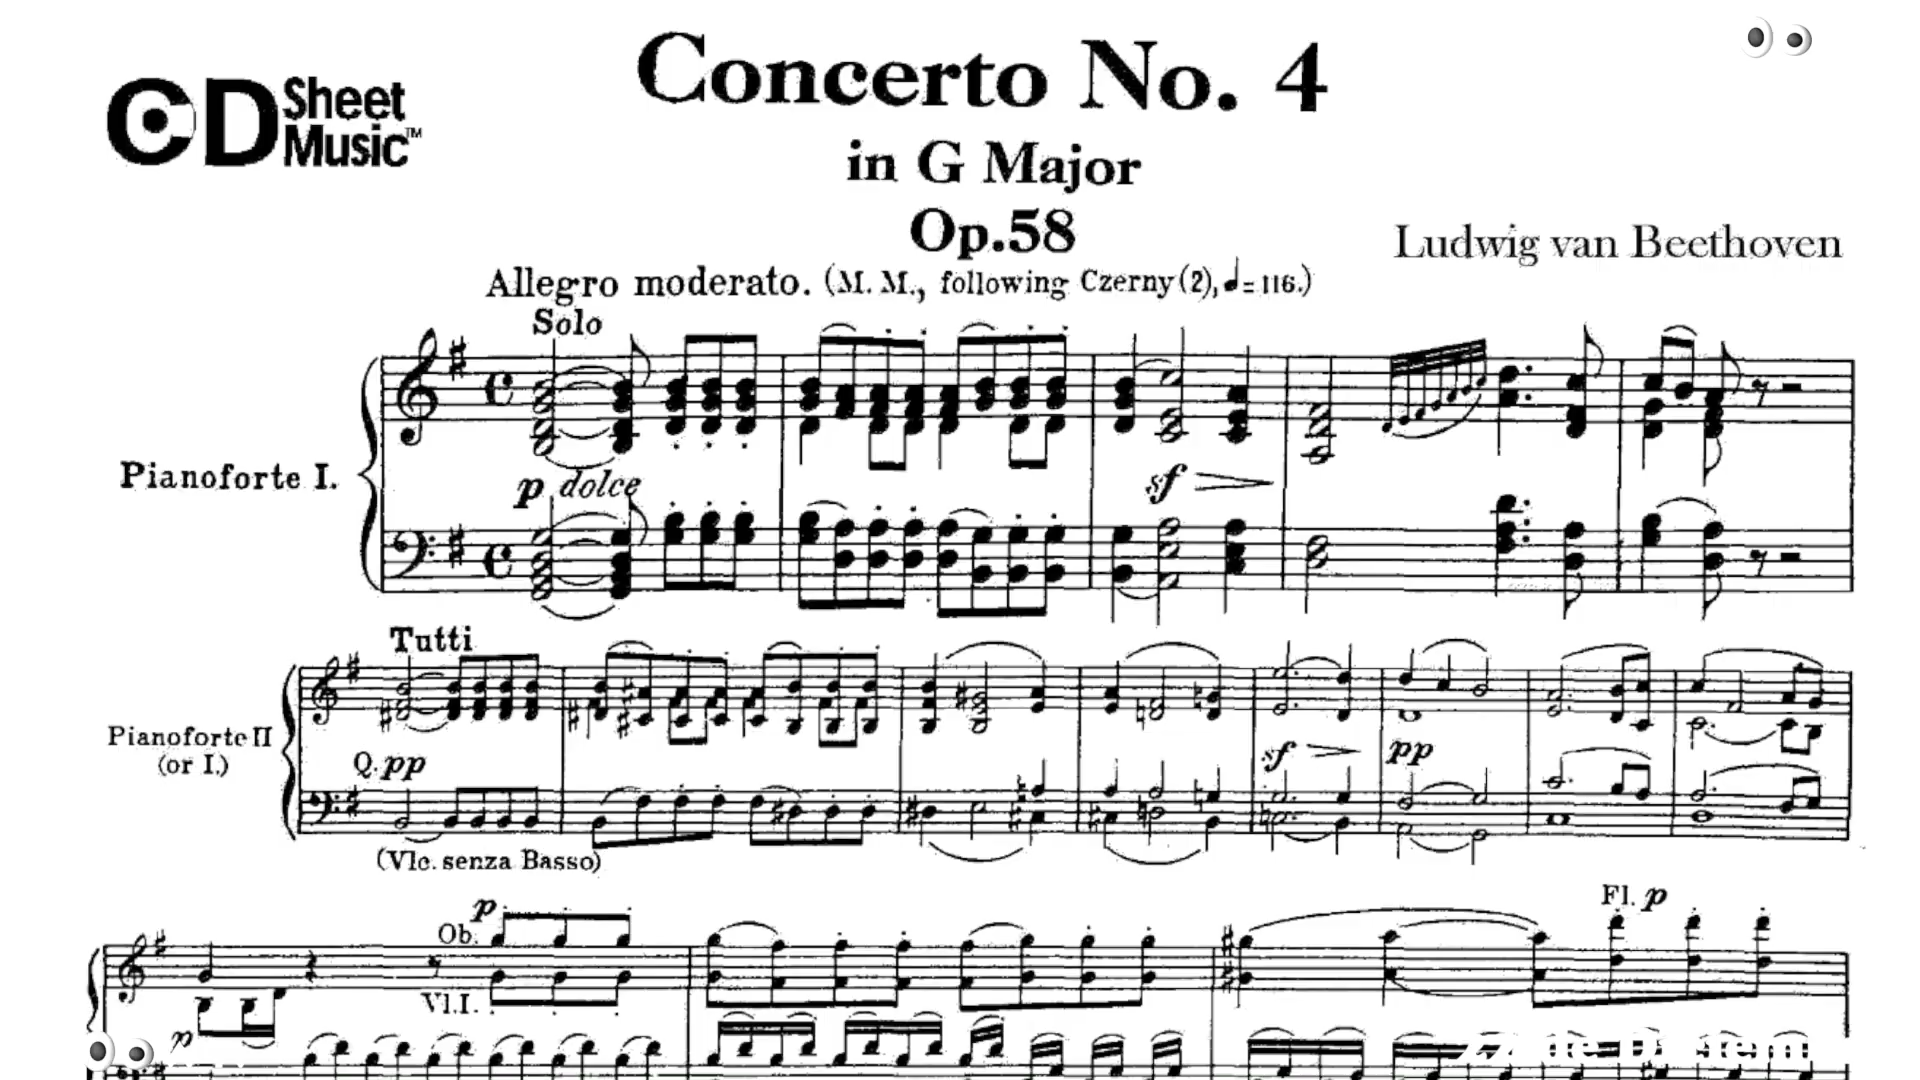 Concerto No. 4
CD Sheet Music™
in G Major
Op.58
Ludwig van Beethoven
Allegro moderato. (M. M., following Czerny (2), = 116.)
Solo
Pianoforte I.
p dolce
sf
Tutti
Pianoforte II
(or I.)
Q. pp
sf
pp
(Vlc. senza Basso)
Fl. p
p
Ob.
Vl. I.
p